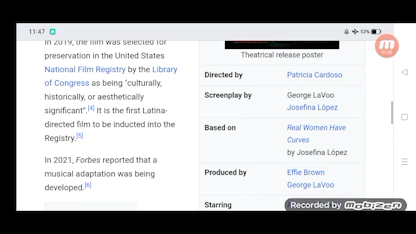 11:47
52%
In 2019, the film was selected for
preservation in the United States
National Film Registry by the Library
of Congress as being "culturally,
historically, or aesthetically
significant".[4] It is the first Latina-
directed film to be inducted into the
Registry.[5]
In 2021, Forbes reported that a
musical adaptation was being
developed.[6]
Theatrical release poster
Directed by Patricia Cardoso
Screenplay by George LaVoo
Josefina López
Based on Real Women Have
Curves
by Josefina López
Produced by Effie Brown
George LaVoo
Starring
Recorded by Mobizen